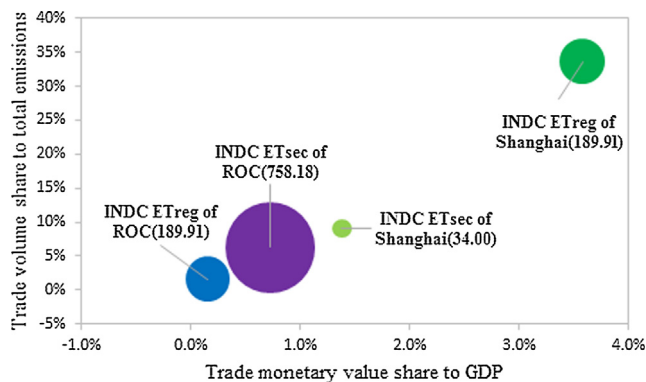 40%
35%
30%
25%
20%
15%
10%
5%
0%
-5%
Trade volume share to total emissions
INDC ETreg of
Shanghai(189.91)
INDC ETsec of
ROC(758.18)
INDC ETreg of
ROC(189.91)
INDC ETsec of
Shanghai(34.00)
-1.0% 0.0% 1.0% 2.0% 3.0% 4.0%
Trade monetary value share to GDP